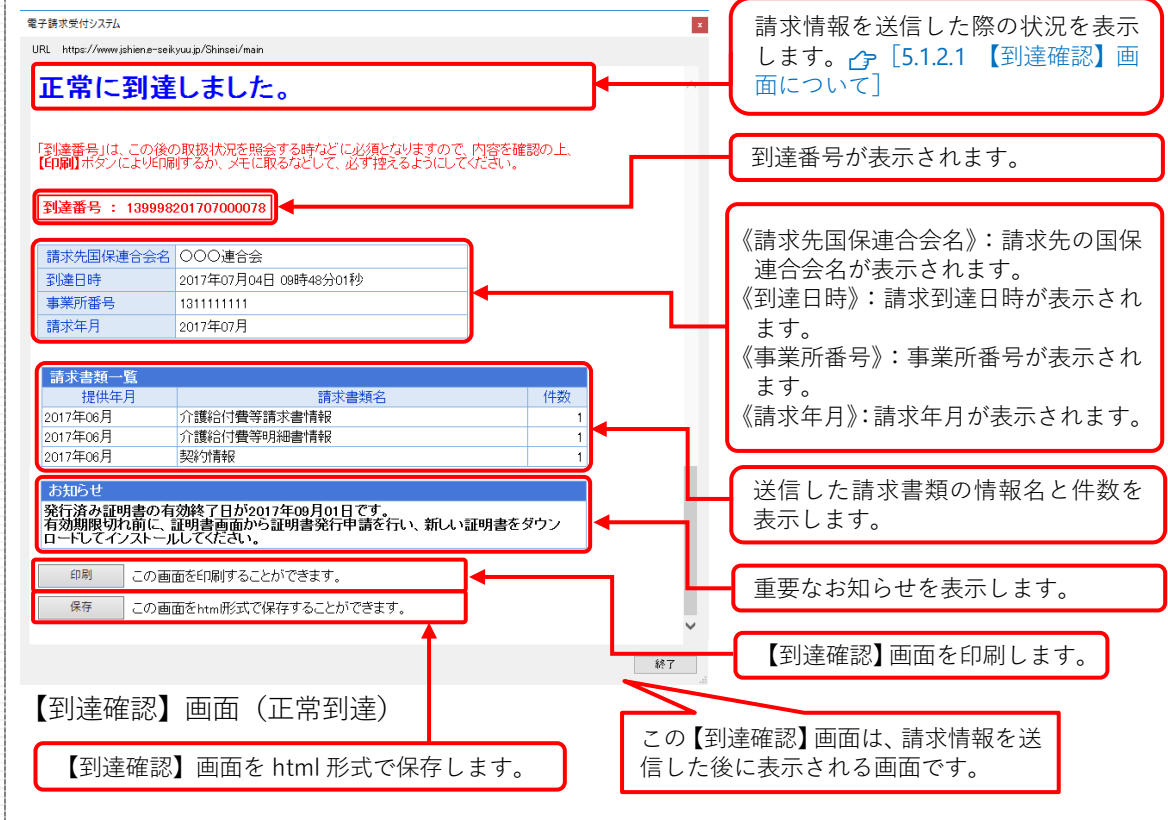 電子請求受付システム
x
URL https://www.jshien.e-seikyuu.jp/Shinsei/main
正常に到達しました。
「到達番号」は、この後の取扱状況を照会する時などに必須となりますので、内容を確認の上、
【印刷】ボタンにより印刷するか、メモに取るなどして、必ず控えるようにしてください。
到達番号 : 139998201707000078
請求先国保連合会名 〇〇〇連合会
到達日時 2017年07月04日 09時48分01秒
事業所番号 1311111111
請求年月 2017年07月
請求書類一覧
提供年月 請求書類名 件数
2017年06月 介護給付費等請求書情報 1
2017年06月 介護給付費等明細書情報 1
2017年06月 契約情報 1
お知らせ
発行済み証明書の有効終了日が2017年09月01日です。
有効期限切れ前に、証明書画面から証明書発行申請を行い、新しい証明書をダウン
ロードしてインストールしてください。
印刷 この画面を印刷することができます。
保存 この画面をhtml形式で保存することができます。
終了
請求情報を送信した際の状況を表示
します。［5.1.2.1 【到達確認】画
面について］
到達番号が表示されます。
《請求先国保連合会名》：請求先の国保
連合会名が表示されます。
《到達日時》：請求到達日時が表示され
ます。
《事業所番号》：事業所番号が表示され
ます。
《請求年月》：請求年月が表示されます。
送信した請求書類の情報名と件数を
表示します。
重要なお知らせを表示します。
【到達確認】画面を印刷します。
【到達確認】画面（正常到達）
【到達確認】画面を html 形式で保存します。
この【到達確認】画面は、請求情報を送
信した後に表示される画面です。